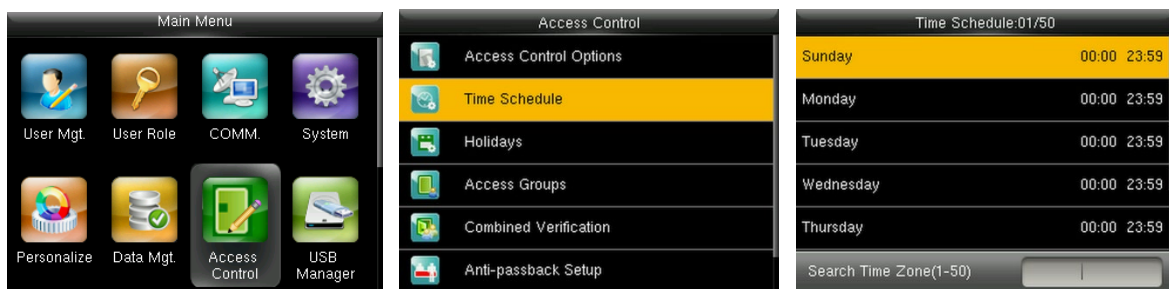 Main Menu
User Mgt.
User Role
COMM.
System
Personalize
Data Mgt.
Access
Control
USB
Manager
Access Control
Access Control Options
Time Schedule
Holidays
Access Groups
Combined Verification
Anti-passback Setup
Time Schedule:01/50
Sunday 00:00 23:59
Monday 00:00 23:59
Tuesday 00:00 23:59
Wednesday 00:00 23:59
Thursday 00:00 23:59
Search Time Zone(1-50)